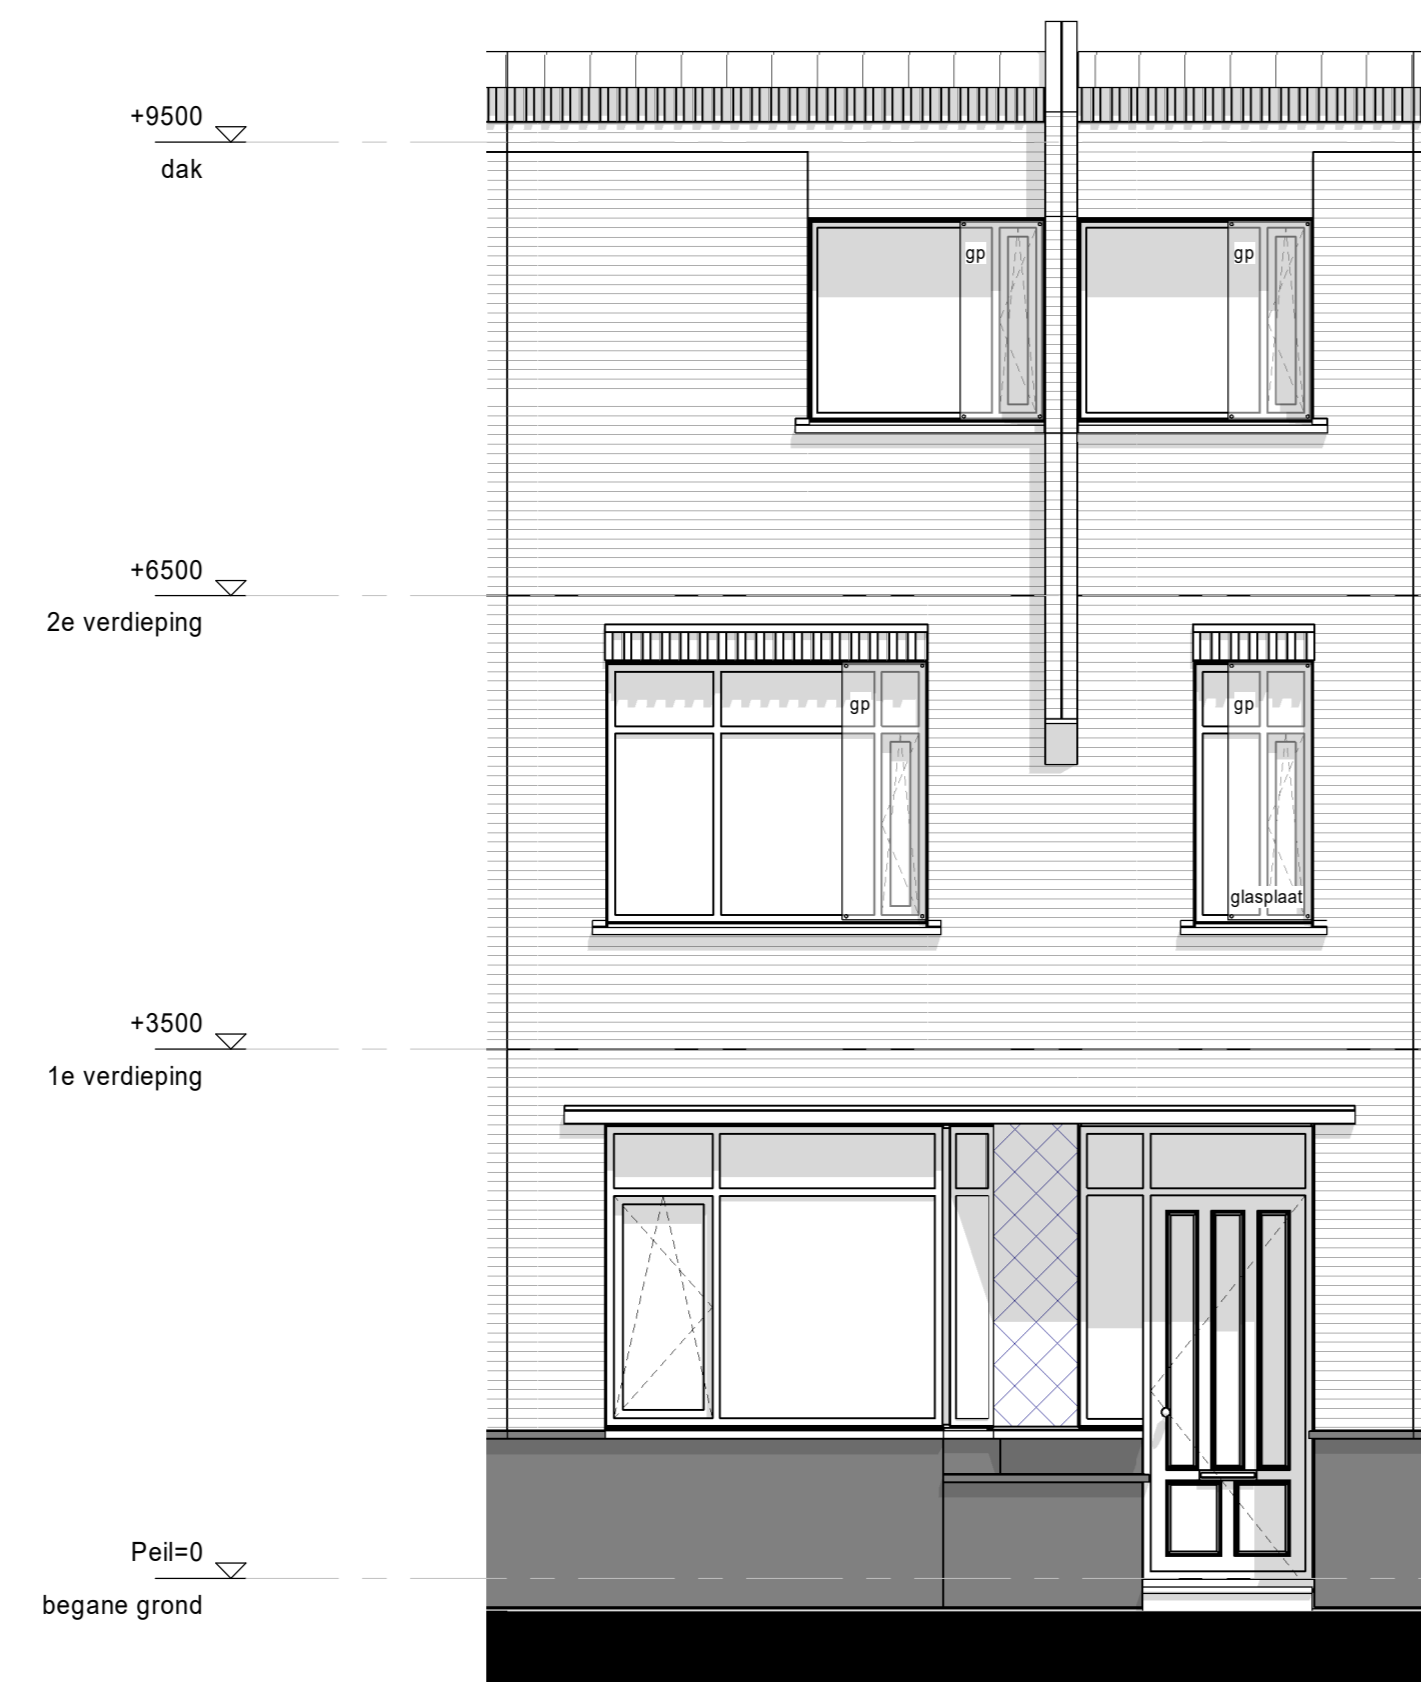 +9500
dak
gp
gp
+6500
2e verdieping
gp
gp
glasplaat
+3500
1e verdieping
Peil=0
begane grond